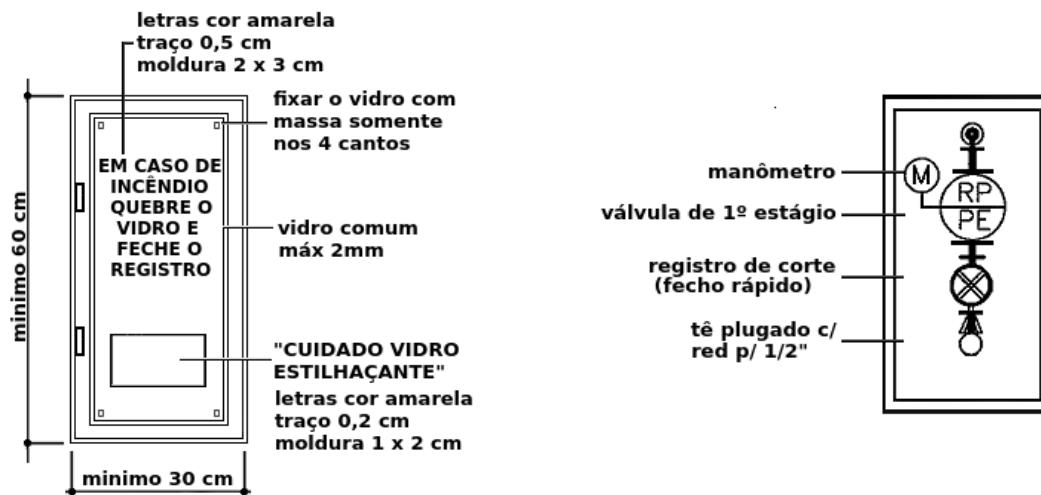 letras cor amarela
traço 0,5 cm
moldura 2 x 3 cm
fixar o vidro com
massa somente
nos 4 cantos
EM CASO DE
INCÊNDIO
QUEBRE O
VIDRO E
FECHE O
REGISTRO
vidro comum
máx 2mm
minimo 60 cm
"CUIDADO VIDRO
ESTILHAÇANTE"
letras cor amarela
traço 0,2 cm
moldura 1 x 2 cm
minimo 30 cm
manômetro
M
RP
PE
válvula de 1º estágio
registro de corte
(fecho rápido)
tê plugado c/
red p/ 1/2"